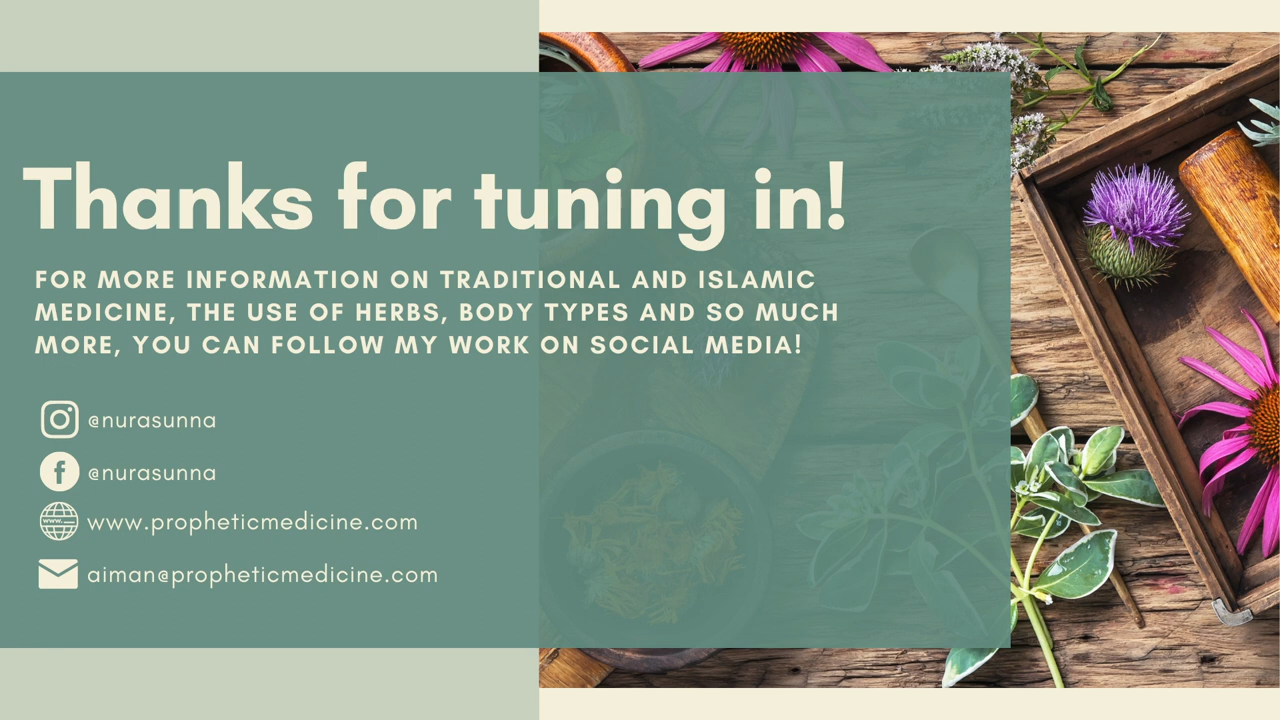 Thanks for tuning in!
FOR MORE INFORMATION ON TRADITIONAL AND ISLAMIC
MEDICINE, THE USE OF HERBS, BODY TYPES AND SO MUCH
MORE, YOU CAN FOLLOW MY WORK ON SOCIAL MEDIA!
@nurasunna
@nurasunna
www.propheticmedicine.com
aiman@propheticmedicine.com